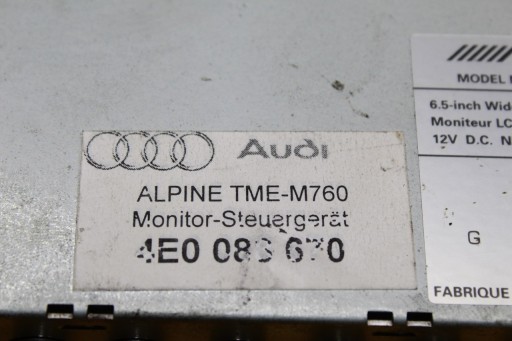 Audi
ALPINE TME-M760
Monitor-Steuergerät
4E0
MODEL
6.5-inch
Moniteur
12V D.C.
G
FABRIQUE